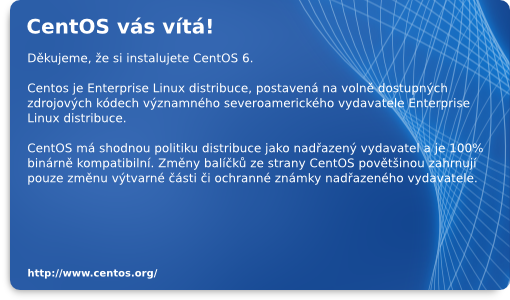 CentOS vás vítá!
Děkujeme, že si instalujete CentOS 6.
Centos je Enterprise Linux distribuce, postavená na volně dostupných
zdrojových kódech významného severoamerického vydavatele Enterprise
Linux distribuce.
CentOS má shodnou politiku distribuce jako nadřazený vydavatel a je 100%
binárně kompatibilní. Změny balíčků ze strany CentOS povětšinou zahrnují
pouze změnu výtvarné části či ochranné známky nadřazeného vydavatele.
http://www.centos.org/